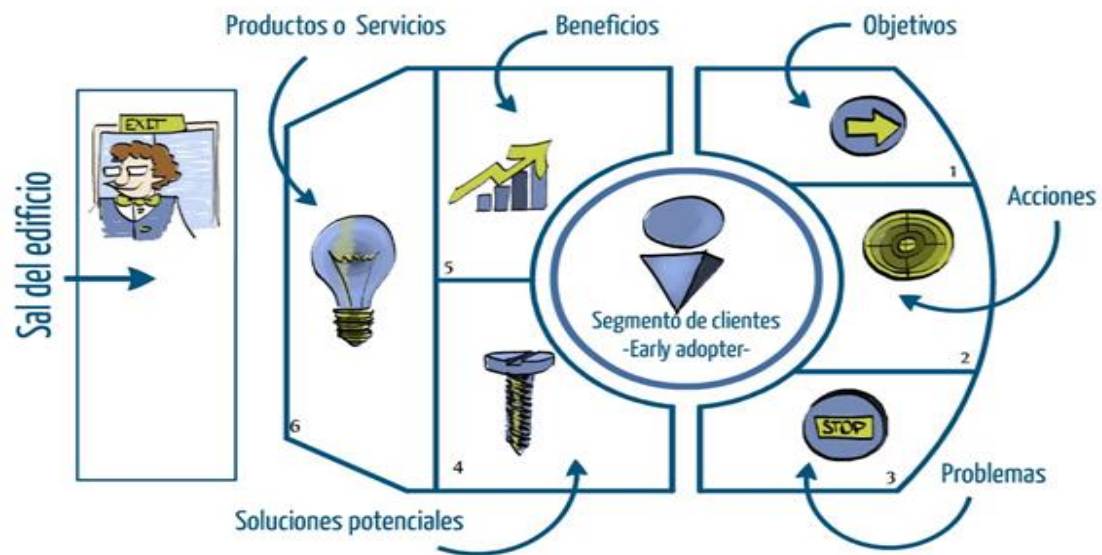 Productos o Servicios
Beneficios
Objetivos
EXIT
1
Acciones
Sal del edificio
5
Segmento de clientes
-Early adopter-
2
STOP
6
4
3
Problemas
Soluciones potenciales